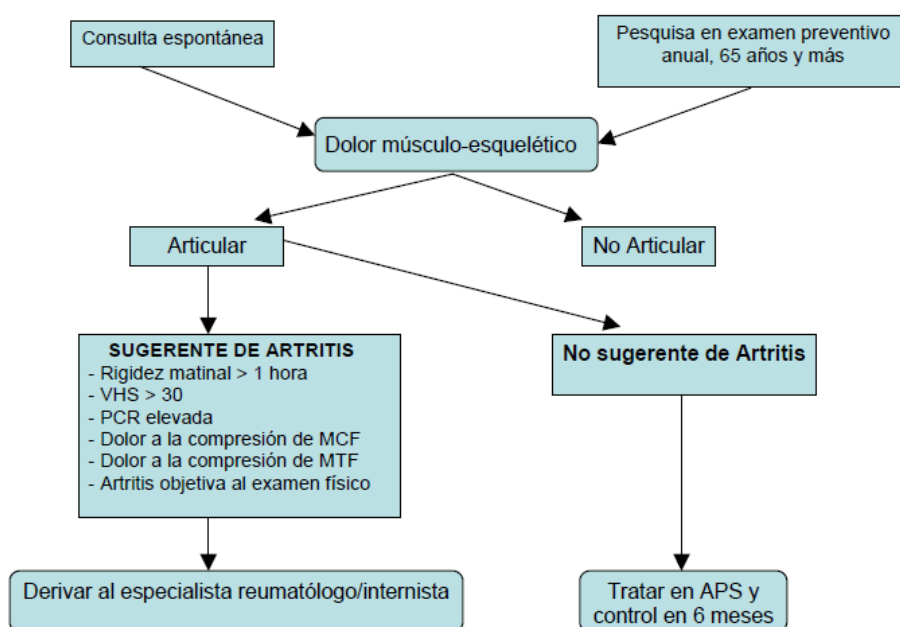 Consulta espontánea
Pesquisa en examen preventivo
anual, 65 años y más
Dolor músculo-esquelético
Articular
No Articular
SUGERENTE DE ARTRITIS
- Rigidez matinal > 1 hora
- VHS > 30
- PCR elevada
- Dolor a la compresión de MCF
- Dolor a la compresión de MTF
- Artritis objetiva al examen físico
No sugerente de Artritis
Derivar al especialista reumatólogo/internista
Tratar en APS y
control en 6 meses